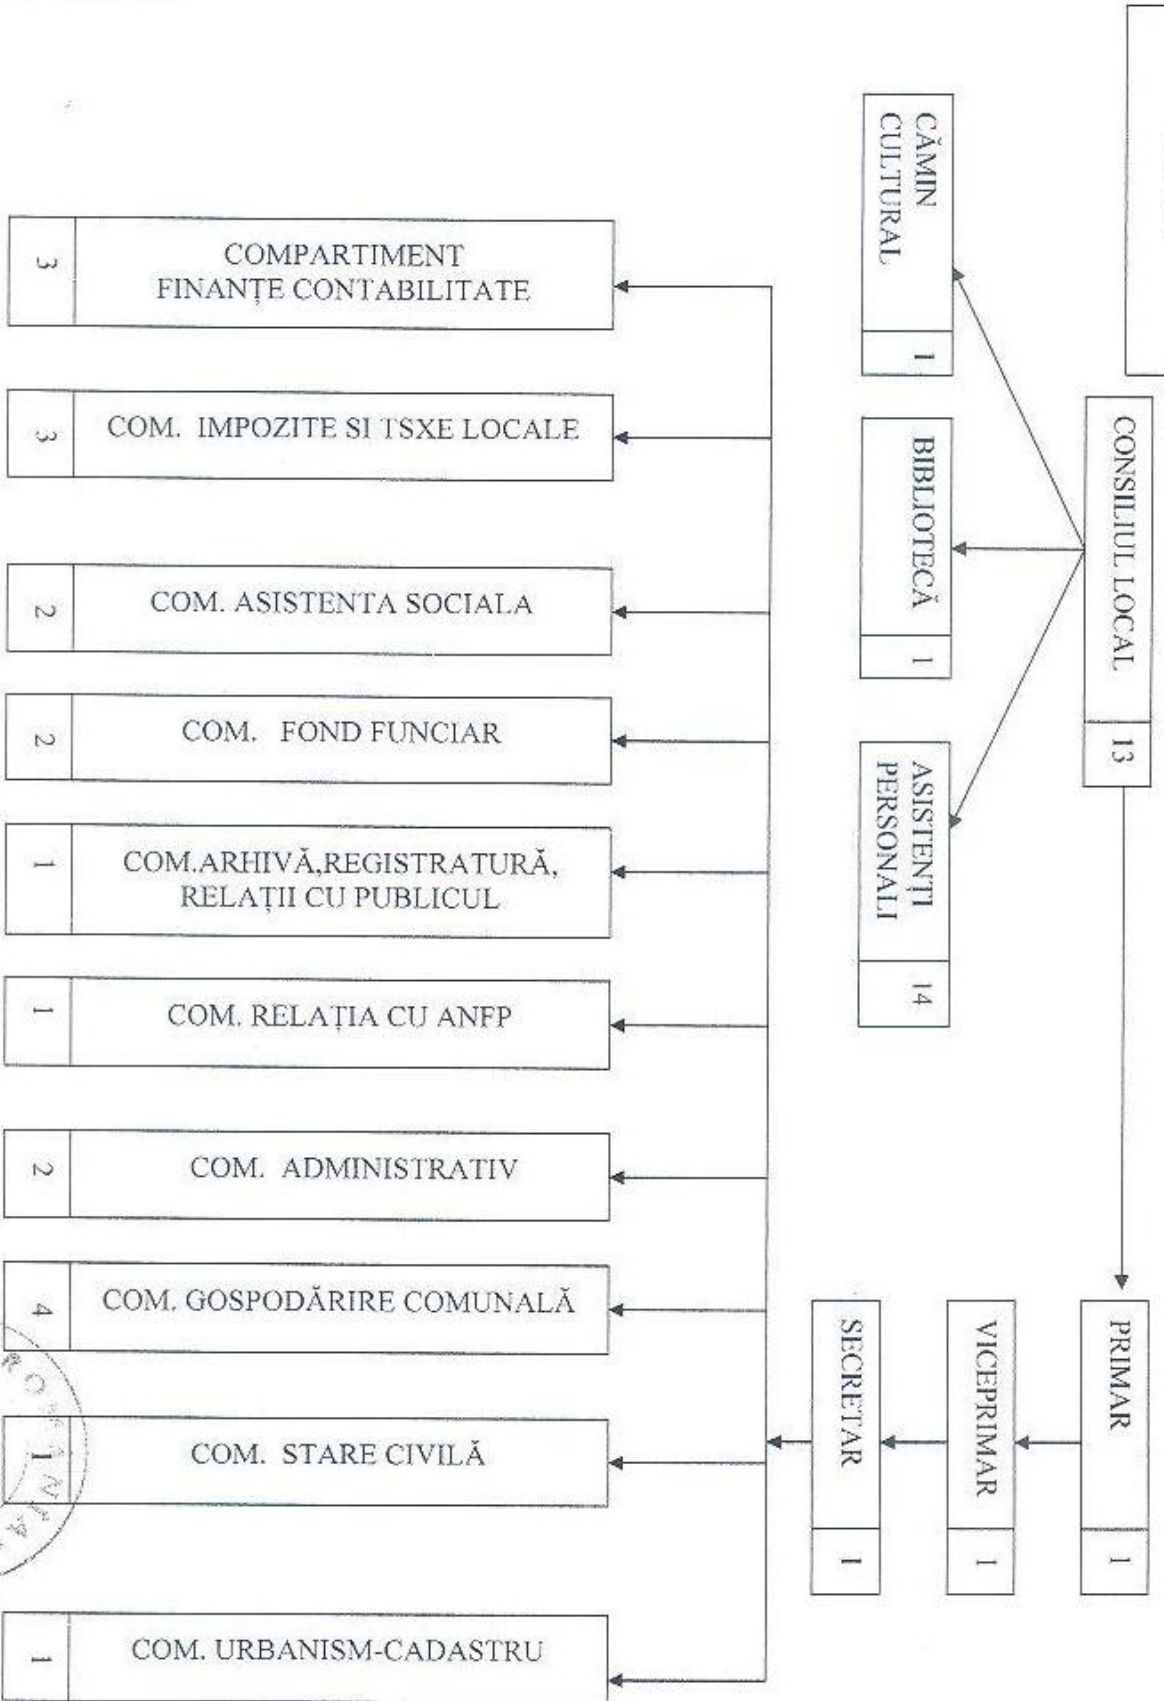 CONSILIUL LOCAL
13
CĂMIN
CULTURAL
1
BIBLIOTECĂ
1
ASISTENȚI
PERSONALI
14
PRIMAR
1
VICEPRIMAR
1
SECRETAR
1
COMPARTIMENT
FINANȚE CONTABILITATE
3
COM. IMPOZITE SI TSXE LOCALE
3
COM. ASISTENTA SOCIALA
2
COM. FOND FUNCIAR
2
COM.ARHIVĂ,REGISTRATURĂ,
RELAȚII CU PUBLICUL
1
COM. RELAȚIA CU ANFP
1
COM. ADMINISTRATIV
2
COM. GOSPODĂRIRE COMUNALĂ
4
COM. STARE CIVILĂ
1
COM. URBANISM-CADASTRU
1
ROMÂNIA